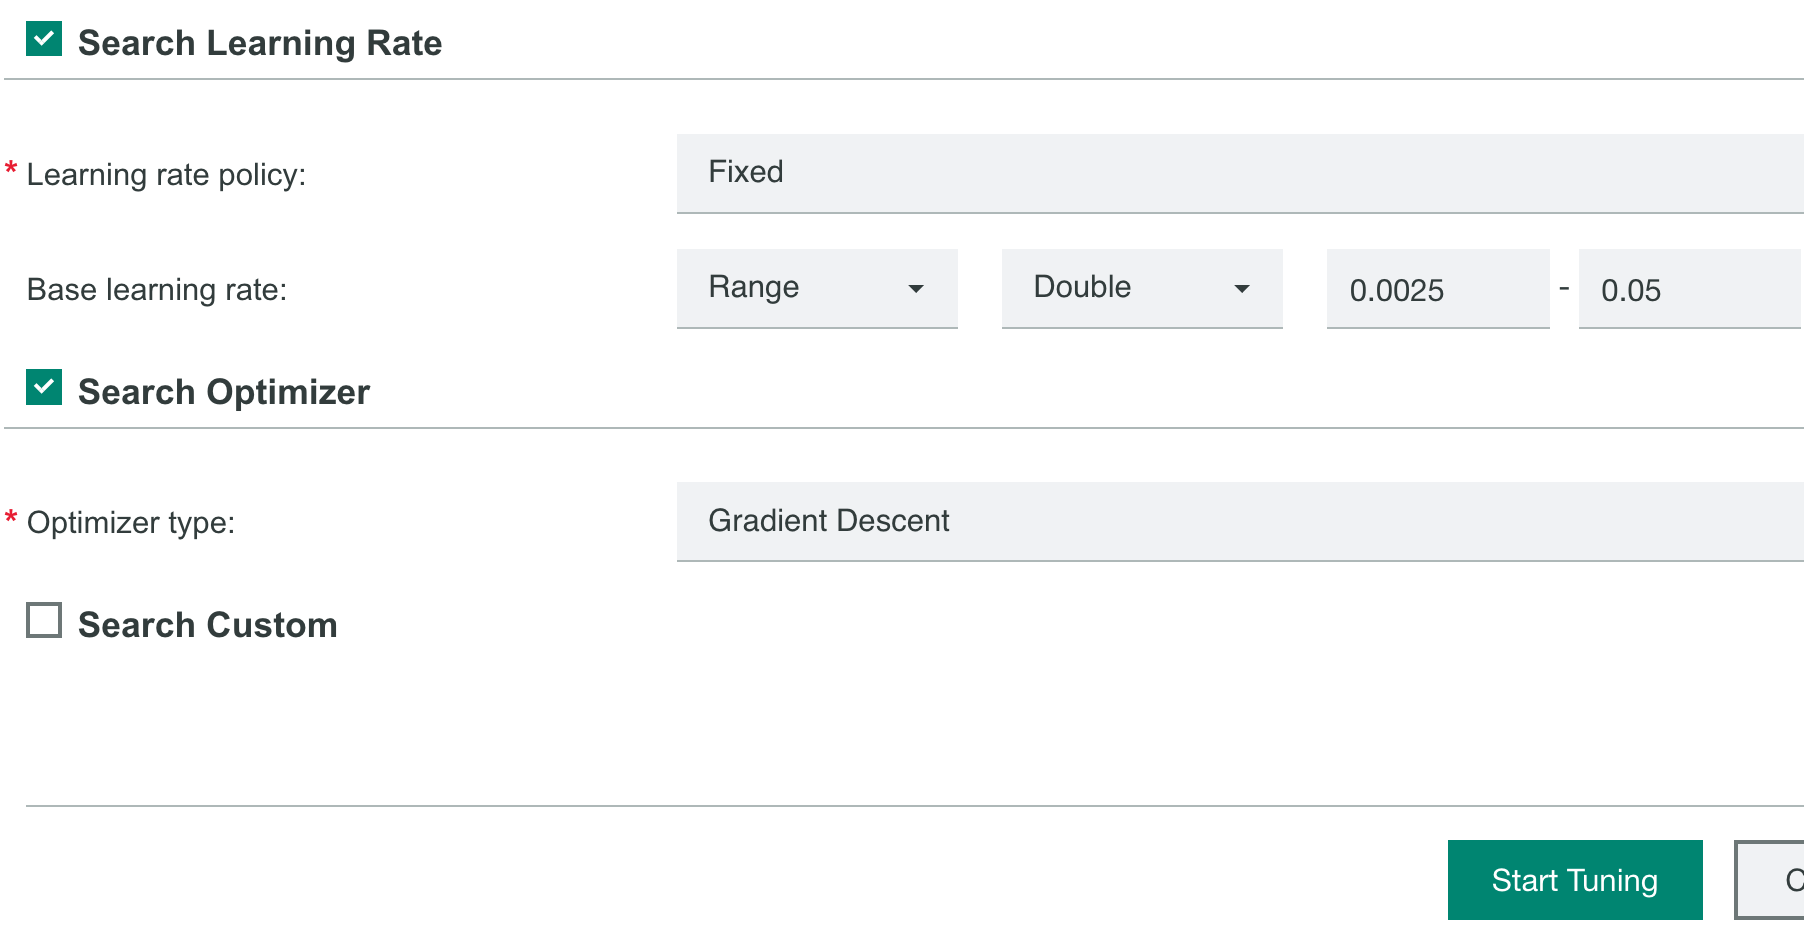 Search Learning Rate
* Learning rate policy: Fixed
Base learning rate: Range Double 0.0025 - 0.05
Search Optimizer
* Optimizer type: Gradient Descent
Search Custom
Start Tuning